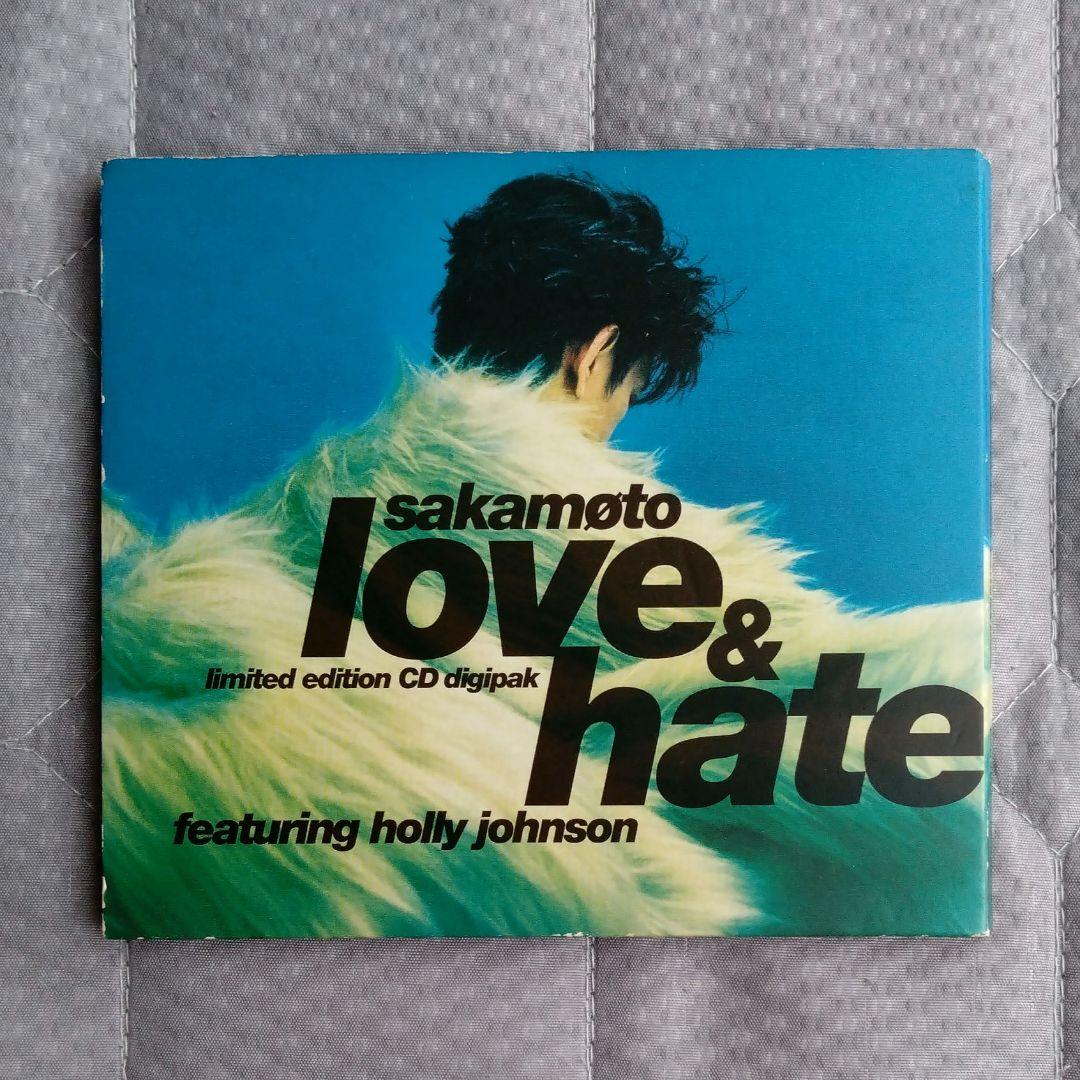 sakamøto
love
&
limited edition CD digipak
hate
featuring holly johnson